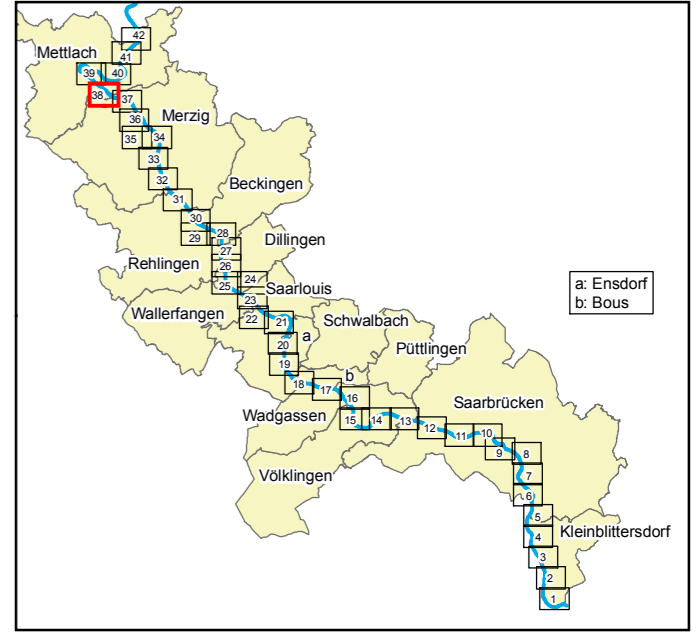 42
Mettlach
41
39
40
38
37
Merzig
36
35
34
33
32
Beckingen
31
30
29
28
Dillingen
27
Rehlingen
26
25
24
Saarlouis
23
a: Ensdorf
b: Bous
Wallerfangen
22
21
Schwalbach
a
20
Püttlingen
19
b
18
17
16
Saarbrücken
Wadgassen
15
14
13
12
11
10
9
8
Völklingen
7
6
5
Kleinblittersdorf
4
3
2
1